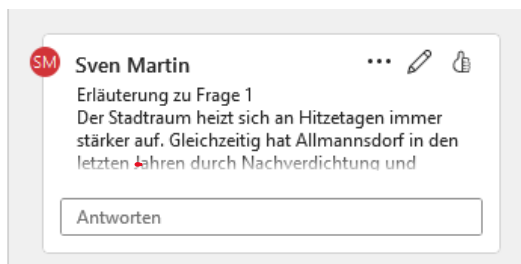 SM
Sven Martin
Erläuterung zu Frage 1
Der Stadtraum heizt sich an Hitzetagen immer
stärker auf. Gleichzeitig hat Allmannsdorf in den
letzten Jahren durch Nachverdichtung und
Antworten